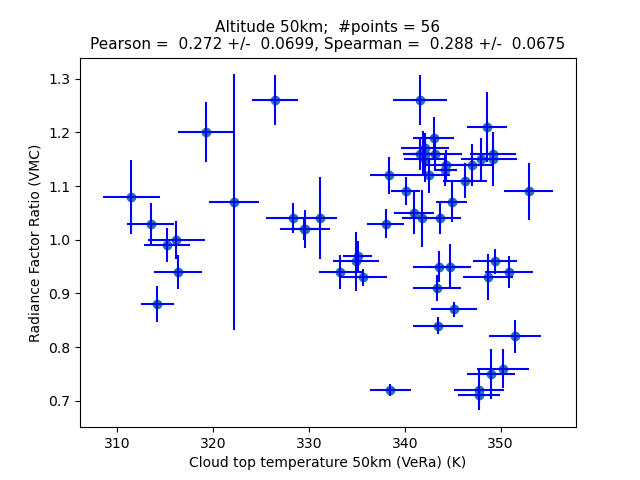 Altitude 50km;  #points = 56
Pearson =  0.272 +/-  0.0699, Spearman =  0.288 +/-  0.0675
Radiance Factor Ratio (VMC)
1.3
1.2
1.1
1.0
0.9
0.8
0.7
310 320 330 340 350
Cloud top temperature 50km (VeRa) (K)